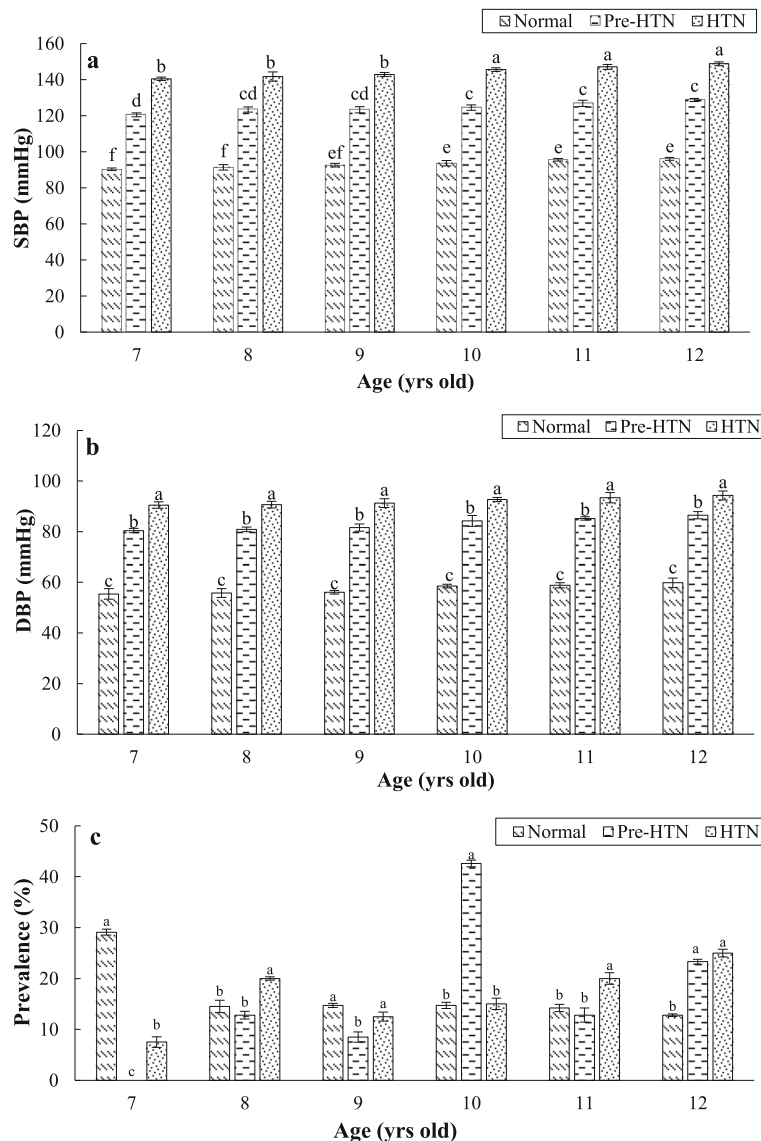 Normal Pre-HTN HTN
a
160
140
120
100
80
60
40
20
0
SBP (mmHg)
f d b
f cd b
ef cd b
e c a
e c a
e c a
7 8 9 10 11 12
Age (yrs old)
Normal Pre-HTN HTN
b
120
100
80
60
40
20
0
DBP (mmHg)
c b a
c b a
c b a
c b a
c b a
c b a
7 8 9 10 11 12
Age (yrs old)
Normal Pre-HTN HTN
c
50
40
30
20
10
0
Prevalence (%)
a c b
b b a
a b a
b a b
b b a
b a a
7 8 9 10 11 12
Age (yrs old)